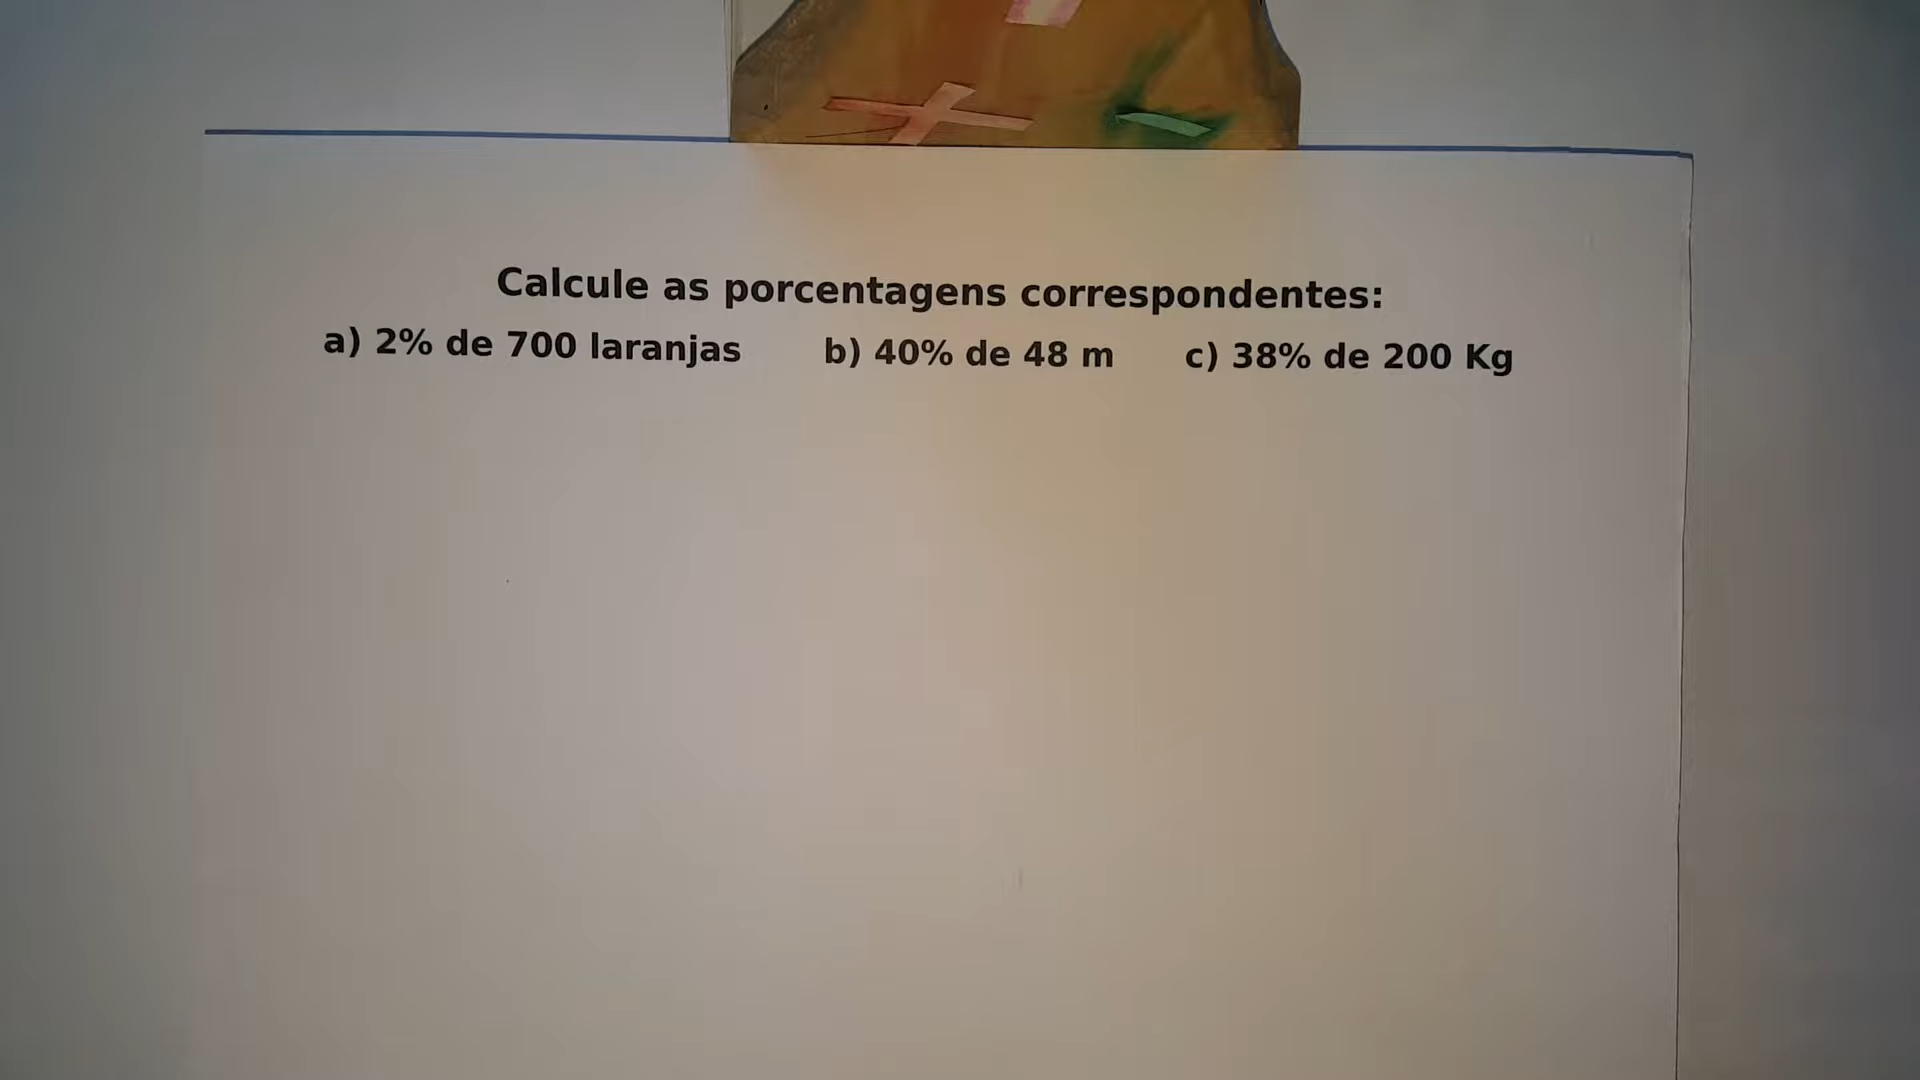 Calcule as porcentagens correspondentes:
a) 2% de 700 laranjas b) 40% de 48 m c) 38% de 200 Kg